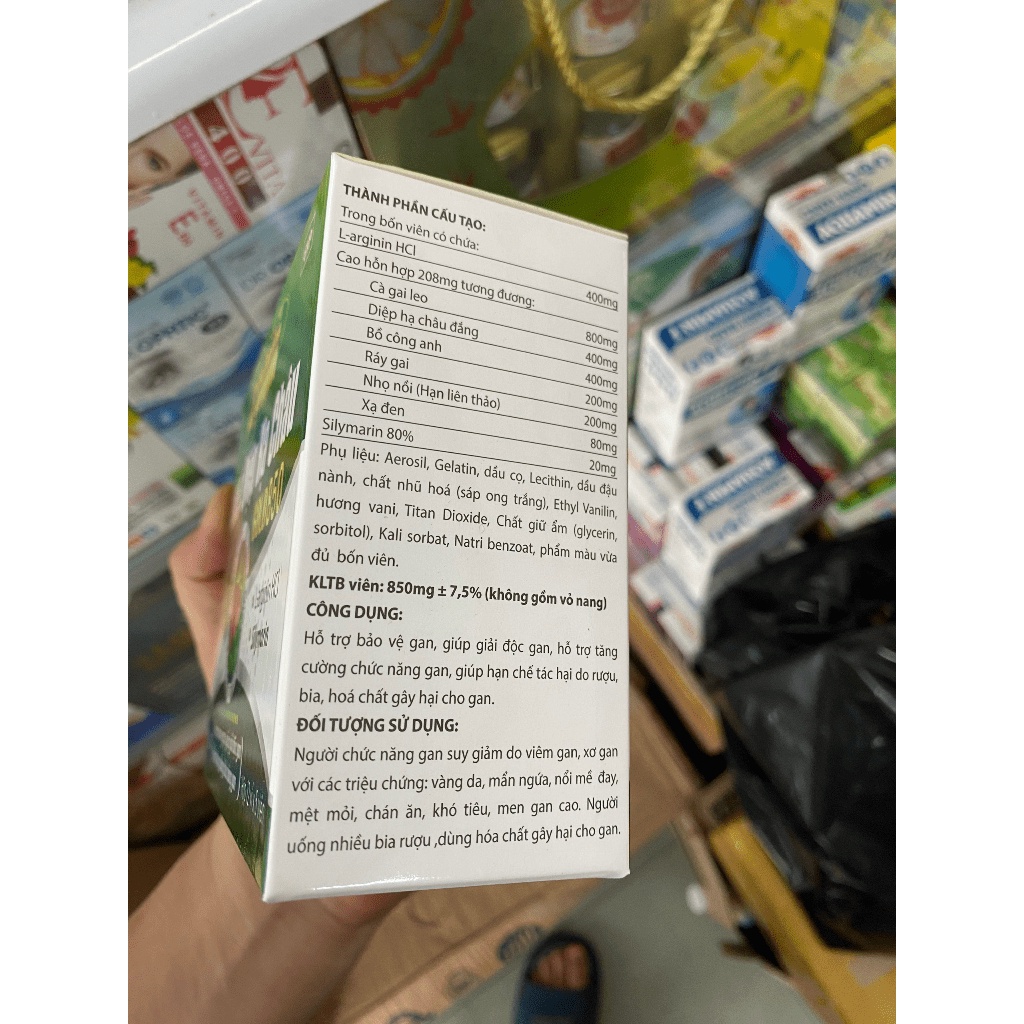 THÀNH PHẦN CẤU TẠO:
Trong bốn viên có chứa:
L-arginin HCl 400mg
Cao hỗn hợp 208mg tương đương:
Cà gai leo 800mg
Diệp hạ châu đắng 400mg
Bồ công anh 400mg
Ráy gai 200mg
Nhọ nồi (Hạn liên thảo) 200mg
Xạ đen 80mg
Silymarin 80% 20mg
Phụ liệu: Aerosil, Gelatin, dầu cọ, Lecithin, dầu đậu
nành, chất nhũ hoá (sáp ong trắng), Ethyl Vanilin,
hương vani, Titan Dioxide, Chất giữ ẩm (glycerin,
sorbitol), Kali sorbat, Natri benzoat, phẩm màu vừa
đủ bốn viên.
KLTB viên: 850mg ± 7,5% (không gồm vỏ nang)
CÔNG DỤNG:
Hỗ trợ bảo vệ gan, giúp giải độc gan, hỗ trợ tăng
cường chức năng gan, giúp hạn chế tác hại do rượu,
bia, hoá chất gây hại cho gan.
ĐỐI TƯỢNG SỬ DỤNG:
Người chức năng gan suy giảm do viêm gan, xơ gan
với các triệu chứng: vàng da, mẩn ngứa, nổi mề đay,
mệt mỏi, chán ăn, khó tiêu, men gan cao. Người
uống nhiều bia rượu ,dùng hóa chất gây hại cho gan.
400
VITA
VITAMIN E
AQUAMINT
AQUAMINT